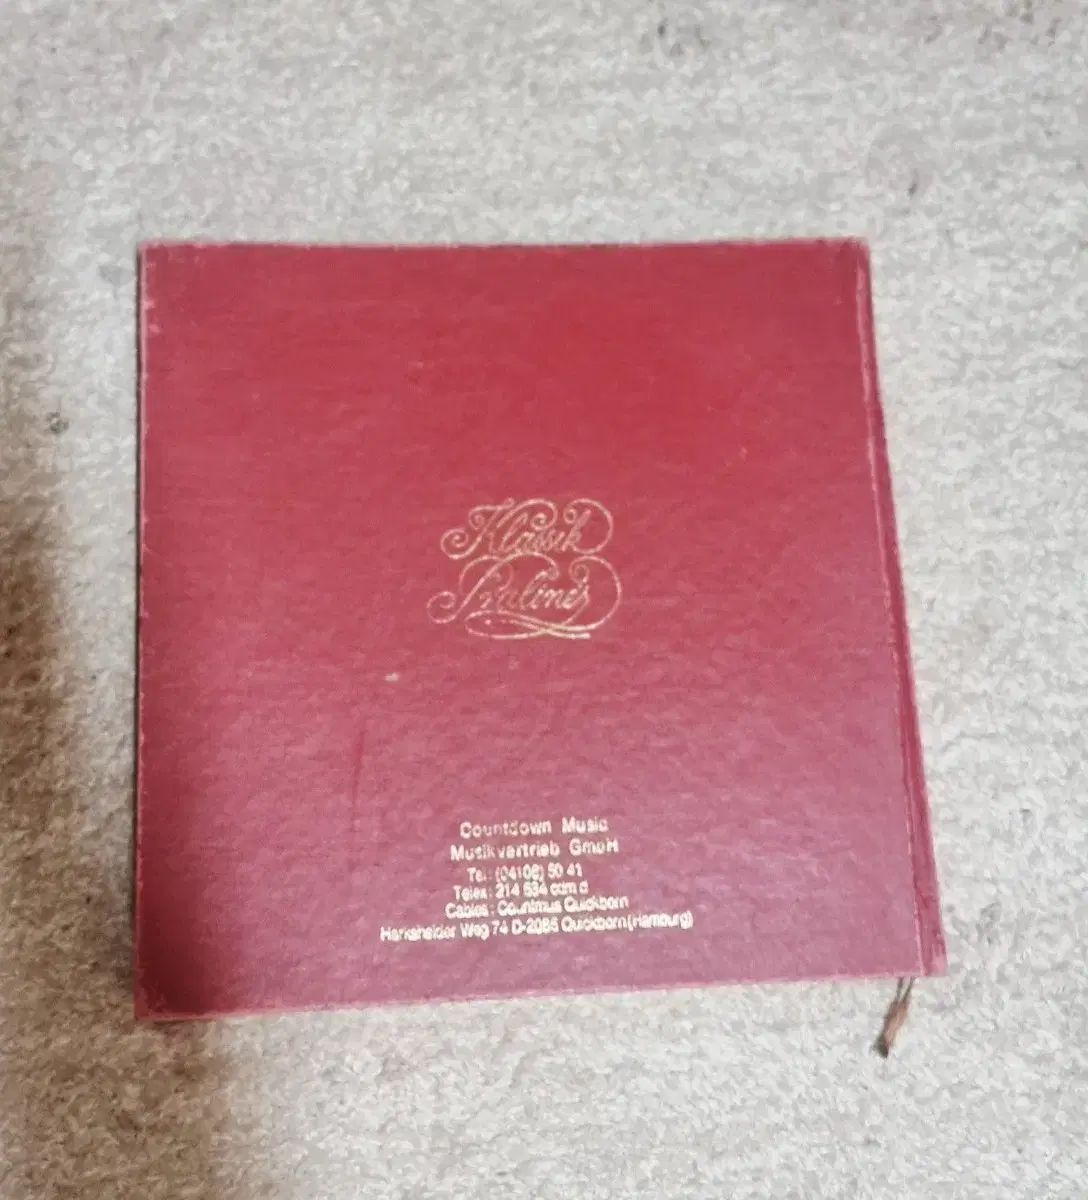 Klassik
Pralinés
Countdown Music
Musikvertrieb GmbH
Tel.: (04106) 50 41
Telex: 214 534 cdm d
Cables: Countmus Quickborn
Harksheider Weg 74 D-2085 Quickborn (Hamburg)